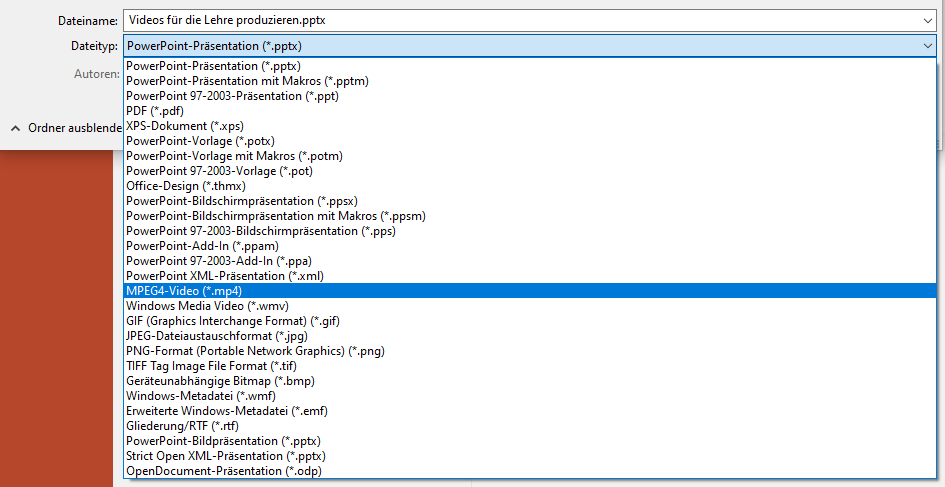 Dateiname: Videos für die Lehre produzieren.pptx
Dateityp: PowerPoint-Präsentation (*.pptx)
Autoren:
PowerPoint-Präsentation (*.pptx)
PowerPoint-Präsentation mit Makros (*.pptm)
PowerPoint 97-2003-Präsentation (*.ppt)
PDF (*.pdf)
Ordner ausblende
XPS-Dokument (*.xps)
PowerPoint-Vorlage (*.potx)
PowerPoint-Vorlage mit Makros (*.potm)
PowerPoint 97-2003-Vorlage (*.pot)
Office-Design (*.thmx)
PowerPoint-Bildschirmpräsentation (*.ppsx)
PowerPoint-Bildschirmpräsentation mit Makros (*.ppsm)
PowerPoint 97-2003-Bildschirmpräsentation (*.pps)
PowerPoint-Add-In (*.ppam)
PowerPoint 97-2003-Add-In (*.ppa)
PowerPoint XML-Präsentation (*.xml)
MPEG4-Video (*.mp4)
Windows Media Video (*.wmv)
GIF (Graphics Interchange Format) (*.gif)
JPEG-Dateiaustauschformat (*.jpg)
PNG-Format (Portable Network Graphics) (*.png)
TIFF Tag Image File Format (*.tif)
Geräteunabhängige Bitmap (*.bmp)
Windows-Metadatei (*.wmf)
Erweiterte Windows-Metadatei (*.emf)
Gliederung/RTF (*.rtf)
PowerPoint-Bildpräsentation (*.pptx)
Strict Open XML-Präsentation (*.pptx)
OpenDocument-Präsentation (*.odp)